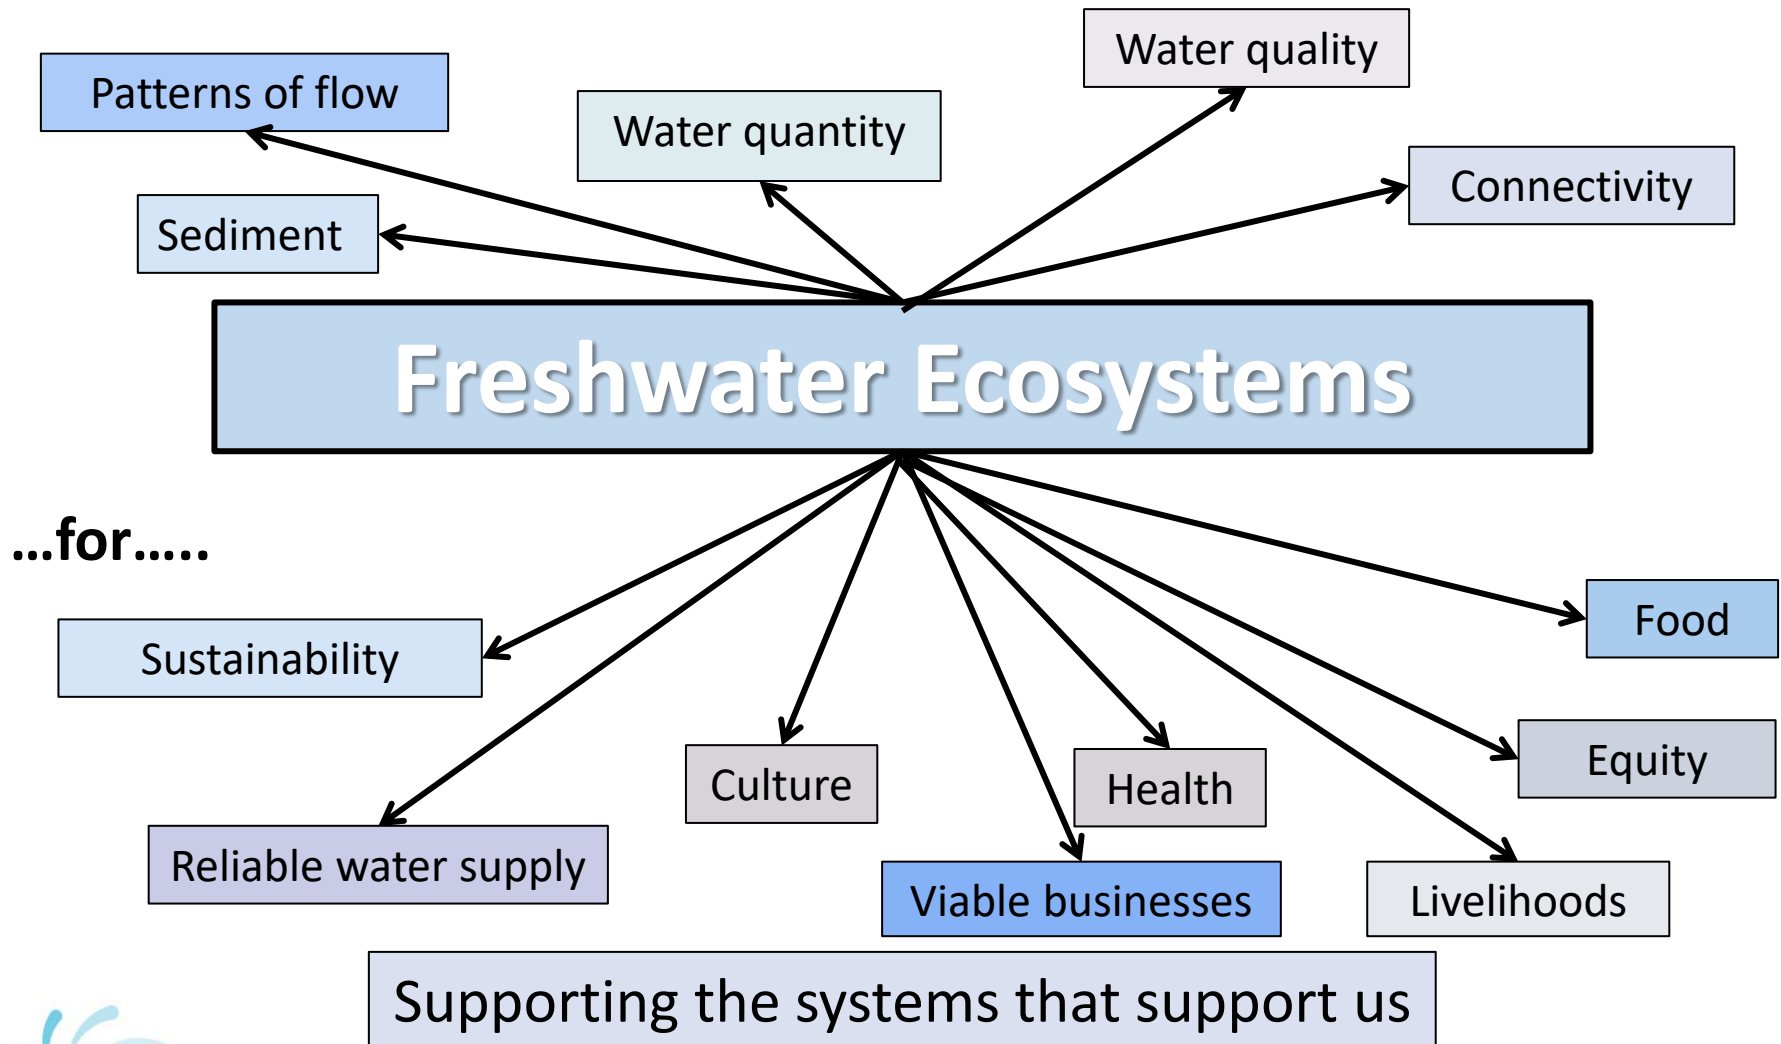 Water quality
Patterns of flow
Water quantity
Connectivity
Sediment
Freshwater Ecosystems
...for.....
Food
Sustainability
Equity
Culture
Health
Reliable water supply
Viable businesses
Livelihoods
Supporting the systems that support us